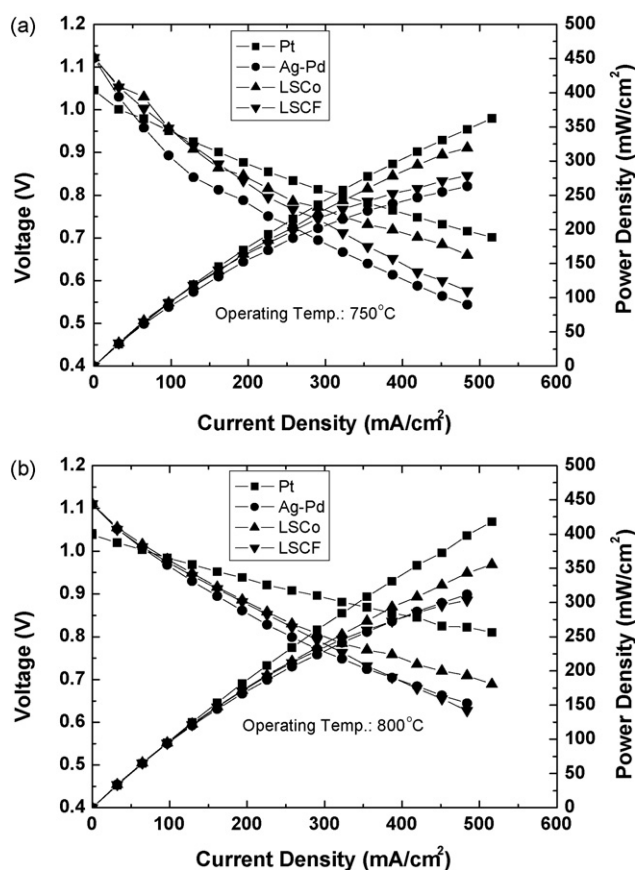 (a)
Pt
Ag-Pd
LSCo
LSCF
Operating Temp.: 750°C
Voltage (V)
1.2
1.1
1.0
0.9
0.8
0.7
0.6
0.5
0.4
Power Density (mW/cm²)
500
450
400
350
300
250
200
150
100
50
0
0 100 200 300 400 500 600
Current Density (mA/cm²)
(b)
Pt
Ag-Pd
LSCo
LSCF
Operating Temp.: 800°C
Voltage (V)
1.2
1.1
1.0
0.9
0.8
0.7
0.6
0.5
0.4
Power Density (mW/cm²)
500
450
400
350
300
250
200
150
100
50
0
0 100 200 300 400 500 600
Current Density (mA/cm²)